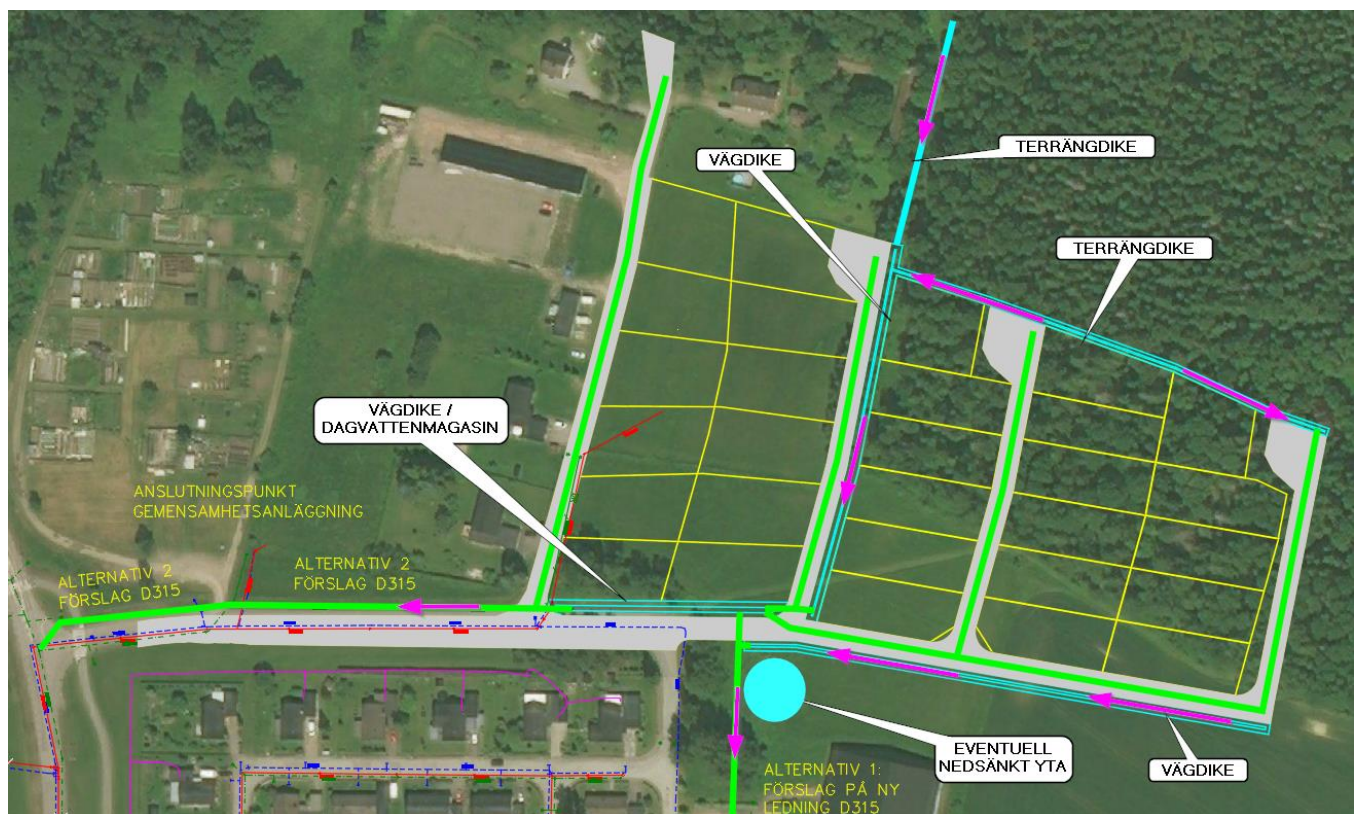 TERRÄNGDIKE
VÄGDIKE
TERRÄNGDIKE
VÄGDIKE /
DAGVATTENMAGASIN
ANSLUTNINGSPUNKT
GEMENSAMHETSANLÄGGNING
ALTERNATIV 2
FÖRSLAG D315
ALTERNATIV 2
FÖRSLAG D315
EVENTUELL
NEDSÄNKT YTA
VÄGDIKE
ALTERNATIV 1:
FÖRSLAG PÅ NY
LEDNING D315